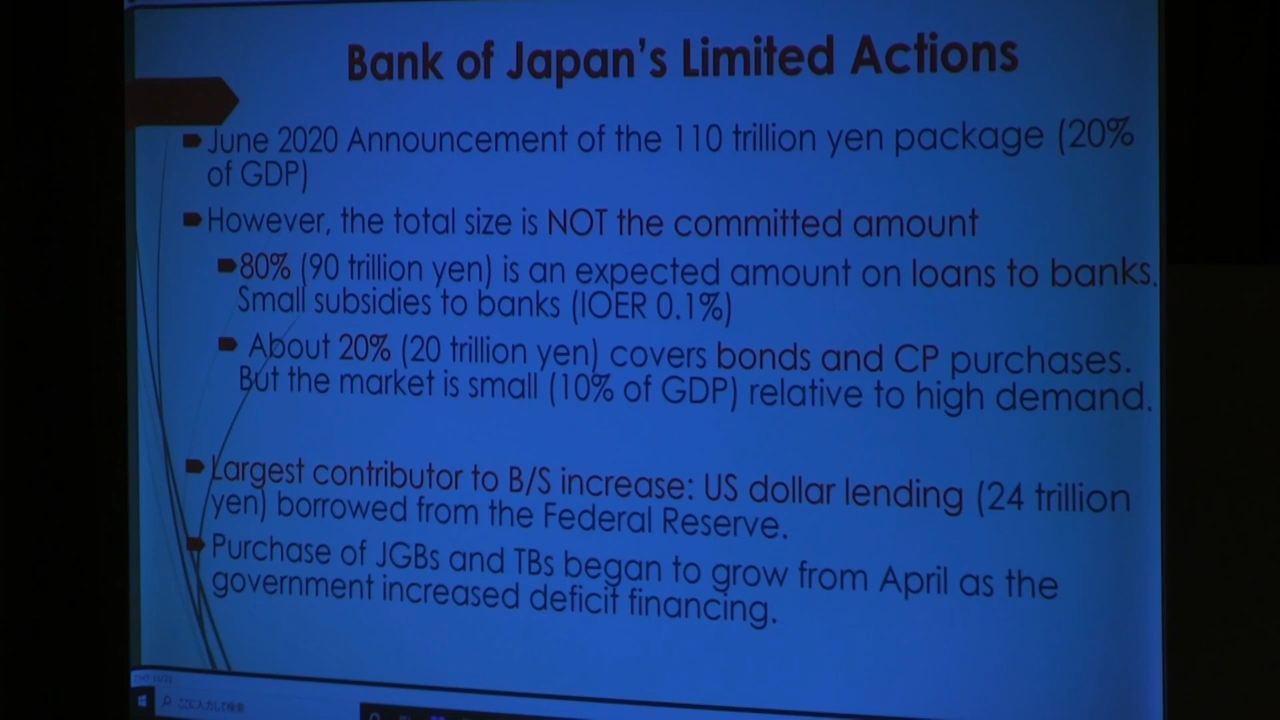 Bank of Japan's Limited Actions
June 2020 Announcement of the 110 trillion yen package (20%
of GDP)
However, the total size is NOT the committed amount
80% (90 trillion yen) is an expected amount on loans to banks.
Small subsidies to banks (IOER 0.1%)
About 20% (20 trillion yen) covers bonds and CP purchases.
But the market is small (10% of GDP) relative to high demand.
Largest contributor to B/S increase: US dollar lending (24 trillion
yen) borrowed from the Federal Reserve.
Purchase of JGBs and TBs began to grow from April as the
government increased deficit financing.
ここに入力して検索